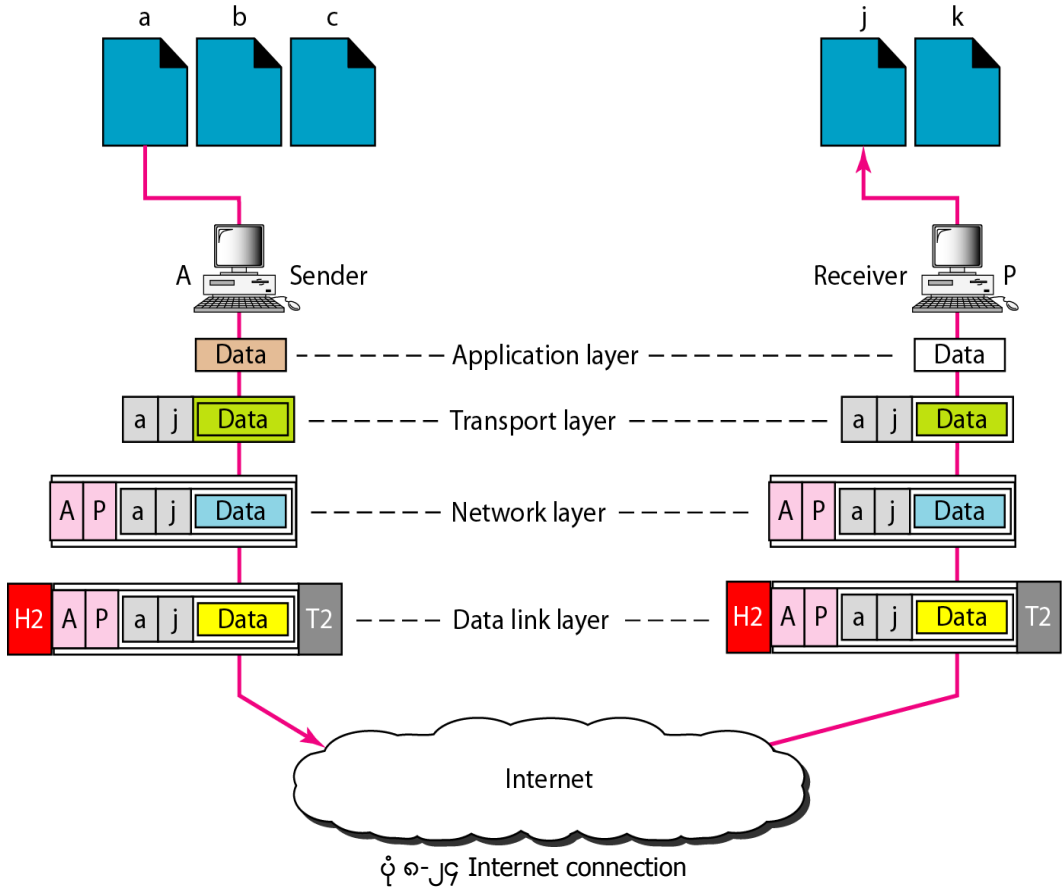 a b c j k
A Sender Receiver P
Data Application layer Data
a j Data Transport layer a j Data
A P a j Data Network layer A P a j Data
H2 A P a j Data T2 Data link layer H2 A P a j Data T2
Internet
ပုံ ၈-၂၄ Internet connection